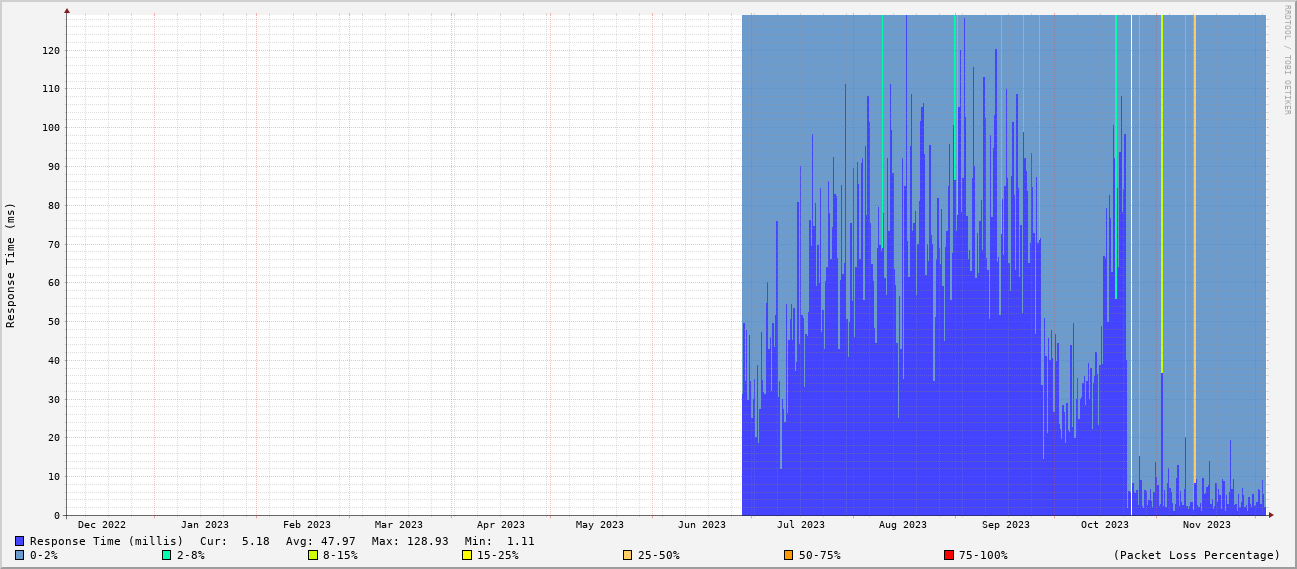 RRDTOOL / TOBI OETIKER
Response Time (ms)
120
110
100
90
80
70
60
50
40
30
20
10
0
Dec 2022 Jan 2023 Feb 2023 Mar 2023 Apr 2023 May 2023 Jun 2023 Jul 2023 Aug 2023 Sep 2023 Oct 2023 Nov 2023
Response Time (millis) Cur: 5.18 Avg: 47.97 Max: 128.93 Min: 1.11
0-2% 2-8% 8-15% 15-25% 25-50% 50-75% 75-100% (Packet Loss Percentage)